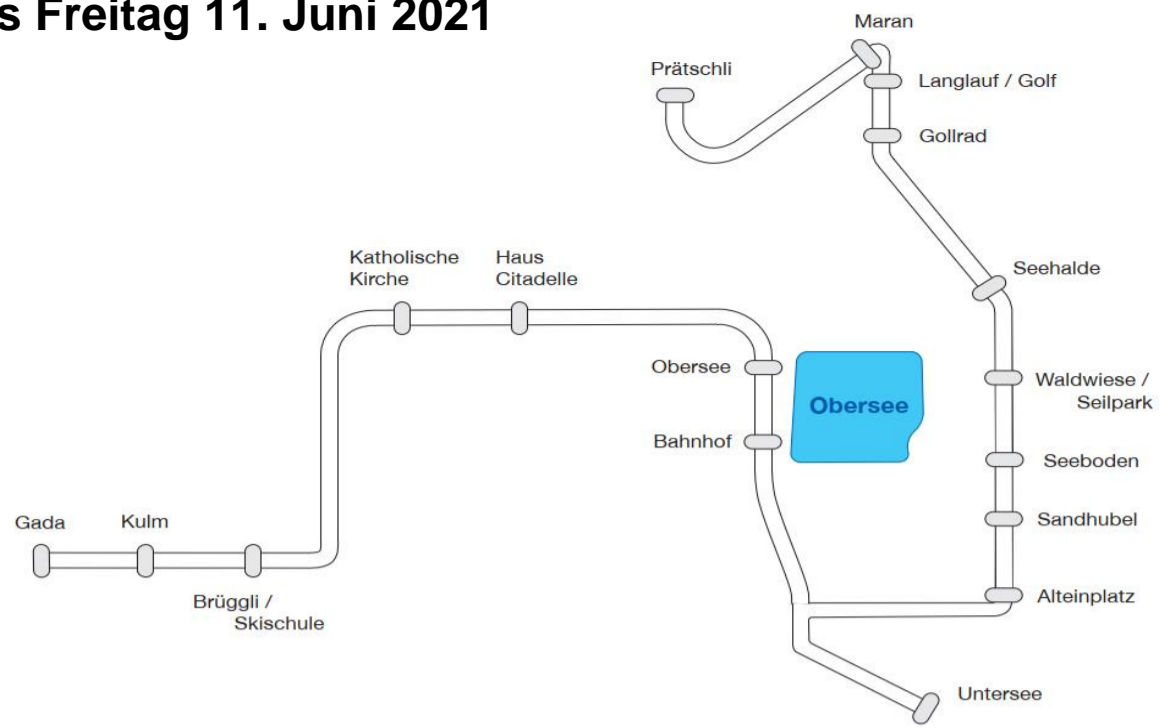 s Freitag 11. Juni 2021
Maran
Prätschli
Langlauf / Golf
Gollrad
Katholische
Kirche
Haus
Citadelle
Seehalde
Obersee
Obersee
Waldwiese /
Seilpark
Bahnhof
Seeboden
Gada
Kulm
Sandhubel
Brüggli /
Skischule
Alteinplatz
Untersee